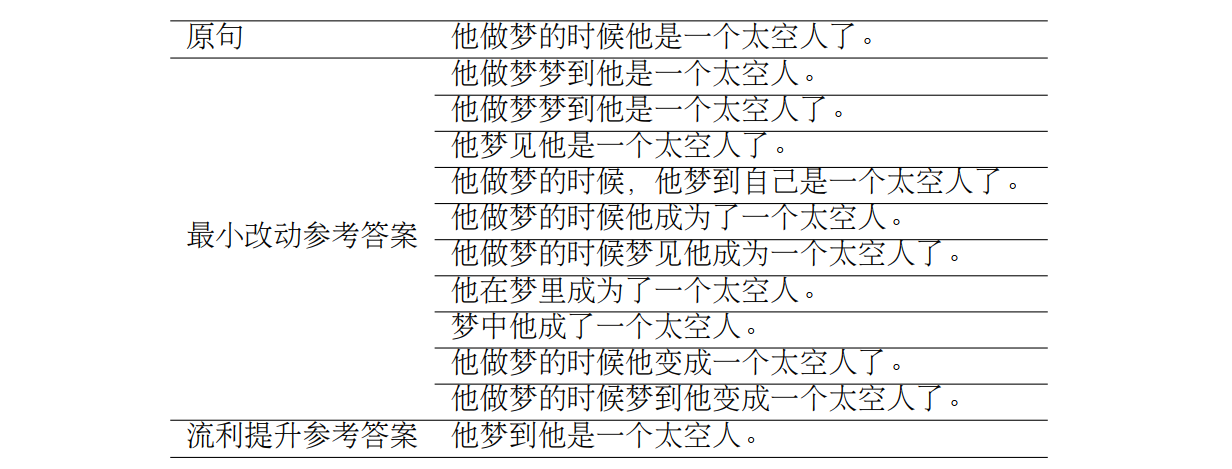 原句 他做梦的时候他是一个太空人了。
他做梦梦到他是一个太空人。
他做梦梦到他是一个太空人了。
他梦见他是一个太空人了。
他做梦的时候，他梦到自己是一个太空人了。
最小改动参考答案 他做梦的时候他成为了一个太空人。
他做梦的时候梦见他成为一个太空人了。
他在梦里成为了一个太空人。
梦中他成了一个太空人。
他做梦的时候他变成一个太空人了。
他做梦的时候梦到他变成一个太空人了。
流利提升参考答案 他梦到他是一个太空人。